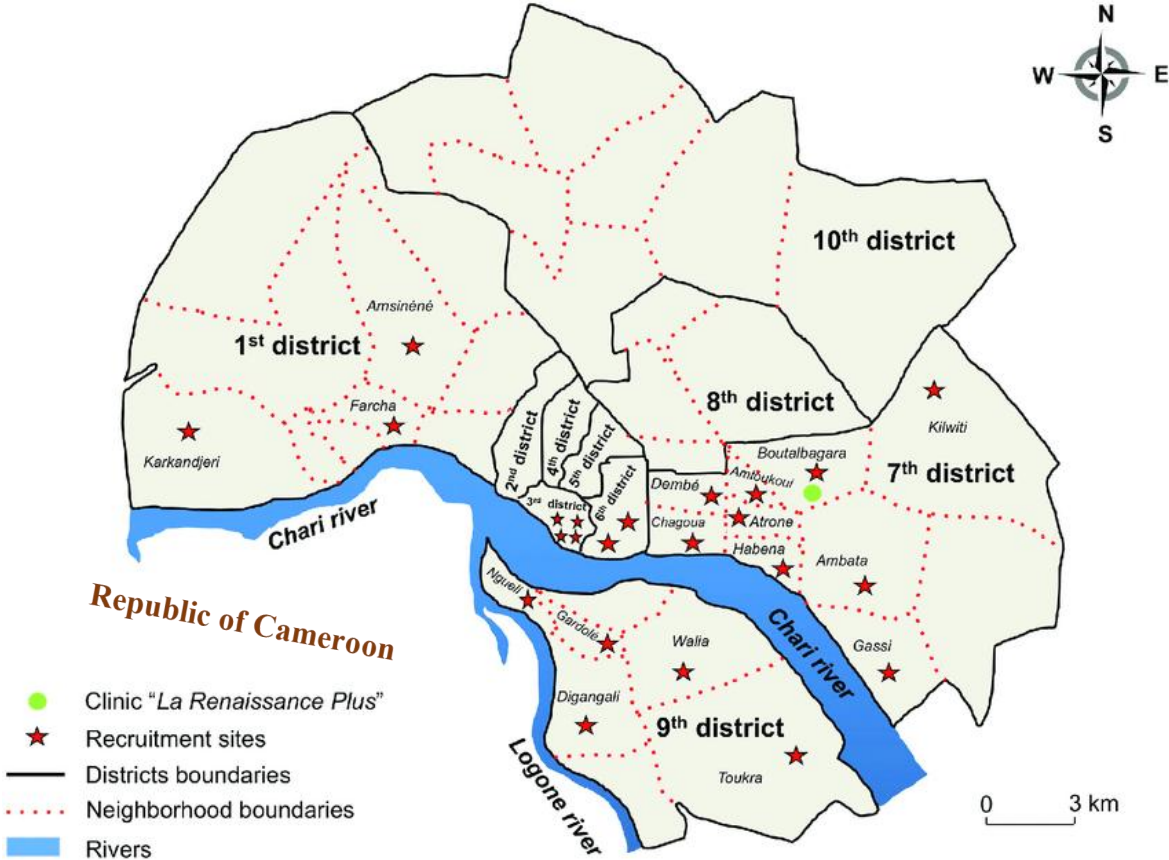 N
W E
S
10th district
Amsinéné
1st district
Farcha
Karkandjeri
8th district
Kilwiti
7th district
2nd district
4th district
5th district
3rd district
6th district
Boutalbagara
Dembé
Amtoukoui
Chagoua
Atrone
Habena
Ambata
Gassi
Chari river
Chari river
Ngueli
Gardolé
Walia
Digangali
9th district
Toukra
Logone river
Republic of Cameroon
Clinic “La Renaissance Plus”
Recruitment sites
Districts boundaries
Neighborhood boundaries
Rivers
0 3 km